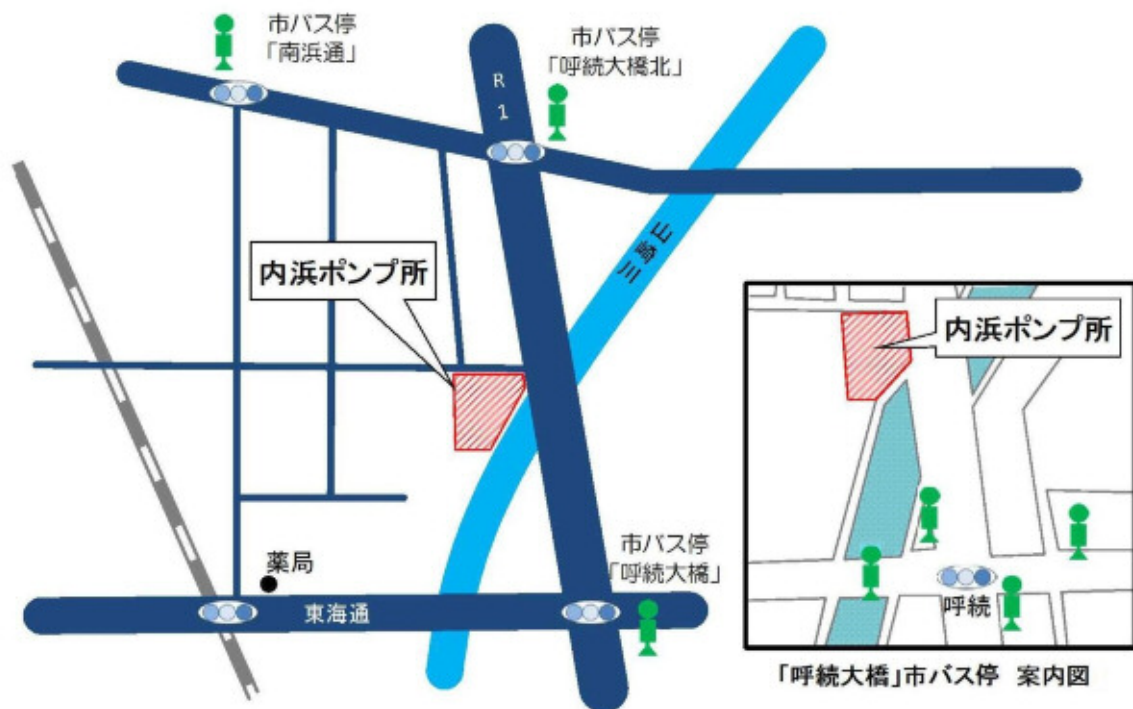 市バス停
「南浜通」
市バス停
「呼続大橋北」
R
1
山崎川
内浜ポンプ所
内浜ポンプ所
薬局
市バス停
「呼続大橋」
東海通
呼続
「呼続大橋」市バス停 案内図